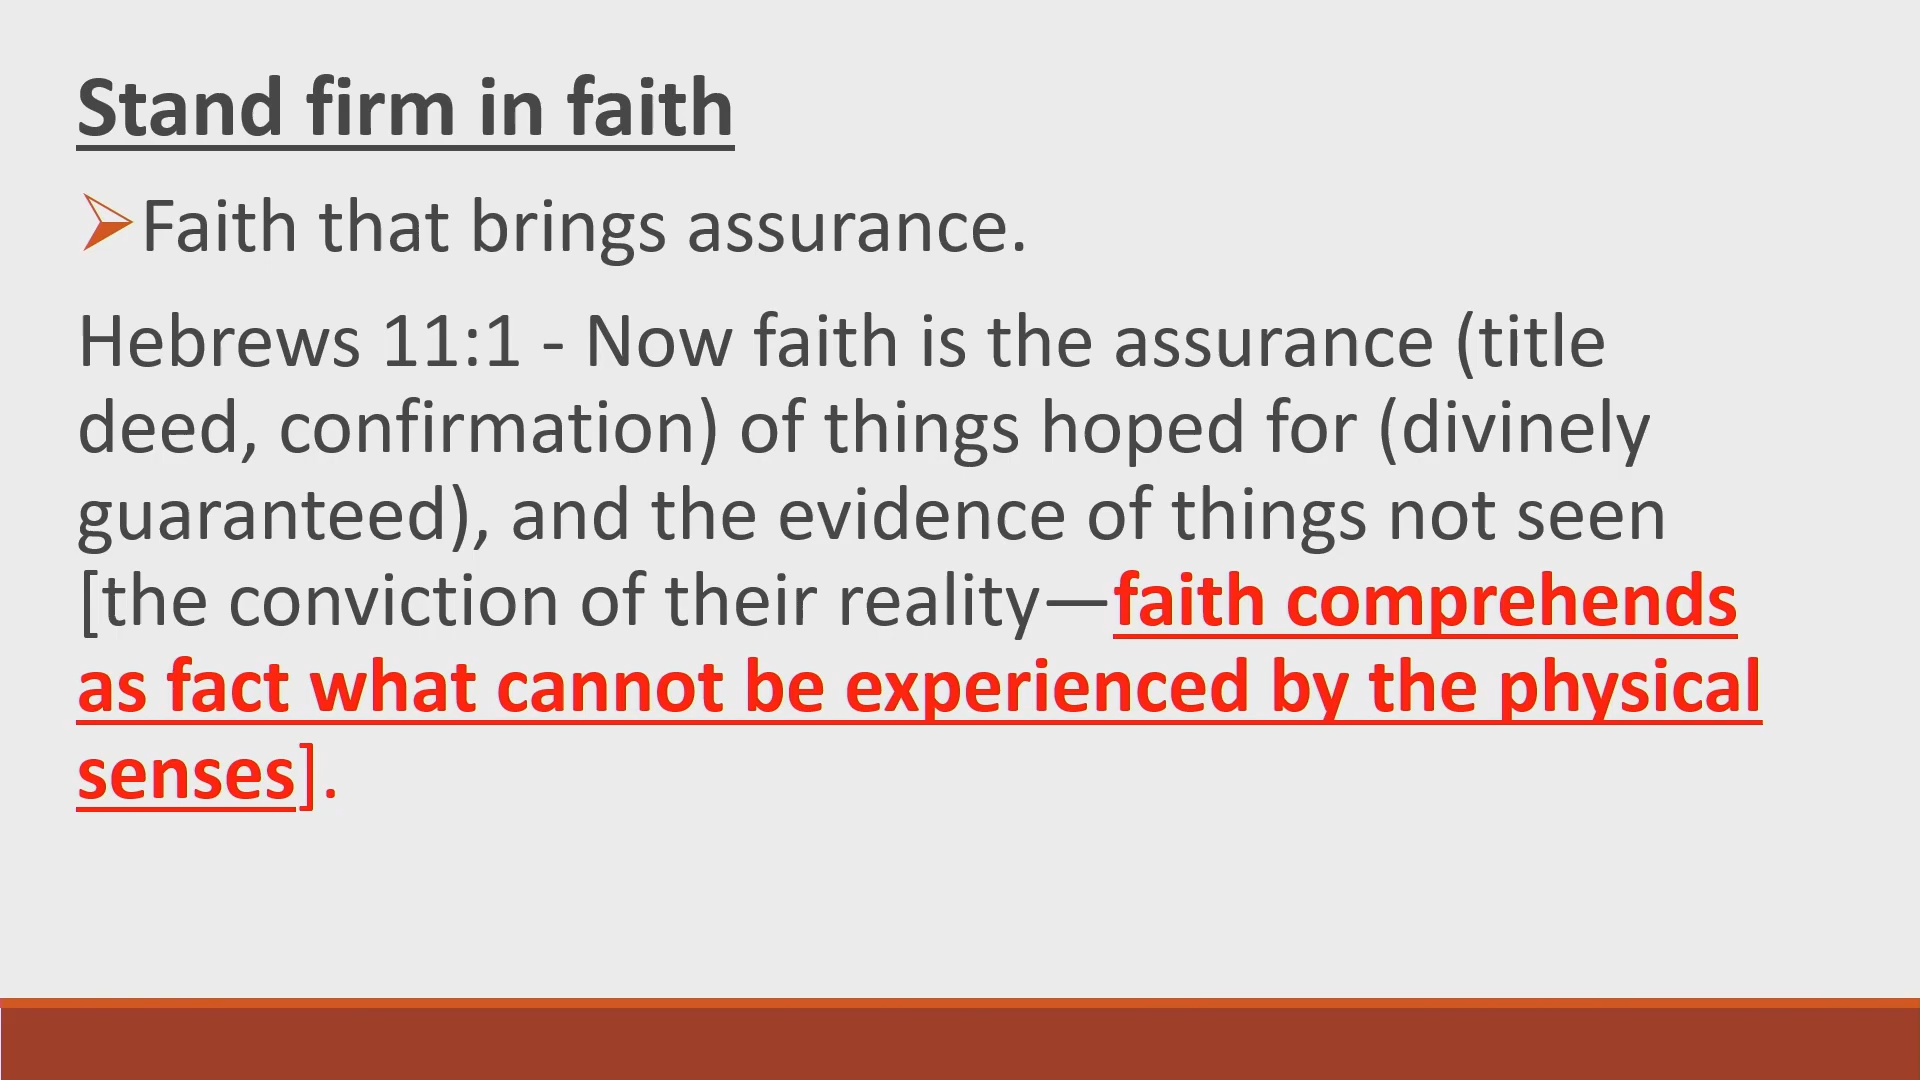 Stand firm in faith
Faith that brings assurance.
Hebrews 11:1 - Now faith is the assurance (title
deed, confirmation) of things hoped for (divinely
guaranteed), and the evidence of things not seen
[the conviction of their reality—faith comprehends
as fact what cannot be experienced by the physical
senses].